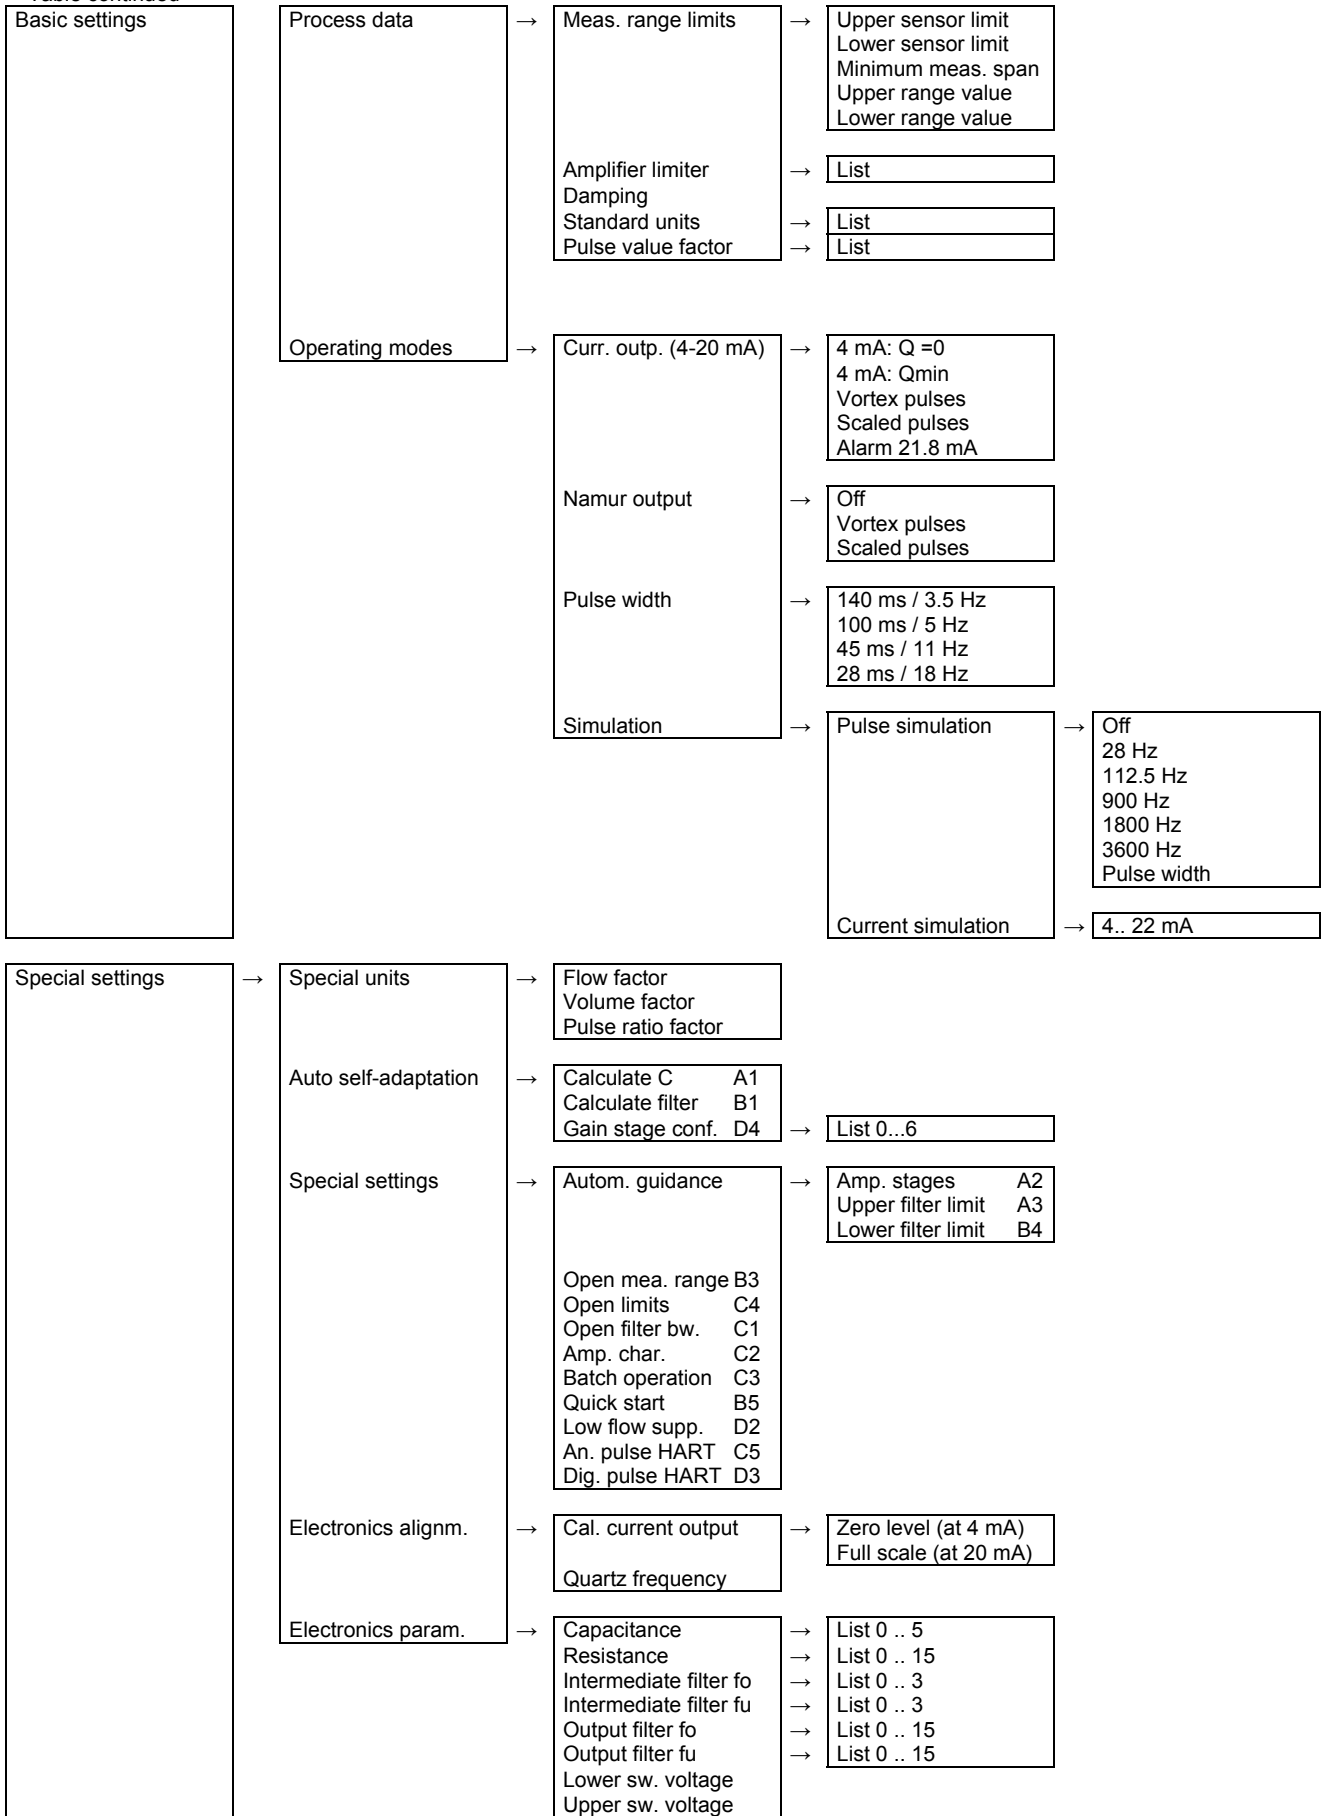 Table continued
Basic settings Process data → Meas. range limits → Upper sensor limit
Lower sensor limit
Minimum meas. span
Upper range value
Lower range value
Amplifier limiter → List
Damping
Standard units → List
Pulse value factor → List
Operating modes → Curr. outp. (4-20 mA) → 4 mA: Q =0
4 mA: Qmin
Vortex pulses
Scaled pulses
Alarm 21.8 mA
Namur output → Off
Vortex pulses
Scaled pulses
Pulse width → 140 ms / 3.5 Hz
100 ms / 5 Hz
45 ms / 11 Hz
28 ms / 18 Hz
Simulation → Pulse simulation → Off
28 Hz
112.5 Hz
900 Hz
1800 Hz
3600 Hz
Pulse width
Current simulation → 4.. 22 mA
Special settings → Special units → Flow factor
Volume factor
Pulse ratio factor
Auto self-adaptation → Calculate C A1
Calculate filter B1
Gain stage conf. D4 → List 0...6
Special settings → Autom. guidance → Amp. stages A2
Upper filter limit A3
Lower filter limit B4
Open mea. range B3
Open limits C4
Open filter bw. C1
Amp. char. C2
Batch operation C3
Quick start B5
Low flow supp. D2
An. pulse HART C5
Dig. pulse HART D3
Electronics alignm. → Cal. current output → Zero level (at 4 mA)
Full scale (at 20 mA)
Quartz frequency
Electronics param. → Capacitance → List 0 .. 5
Resistance → List 0 .. 15
Intermediate filter fo → List 0 .. 3
Intermediate filter fu → List 0 .. 3
Output filter fo → List 0 .. 15
Output filter fu → List 0 .. 15
Lower sw. voltage
Upper sw. voltage